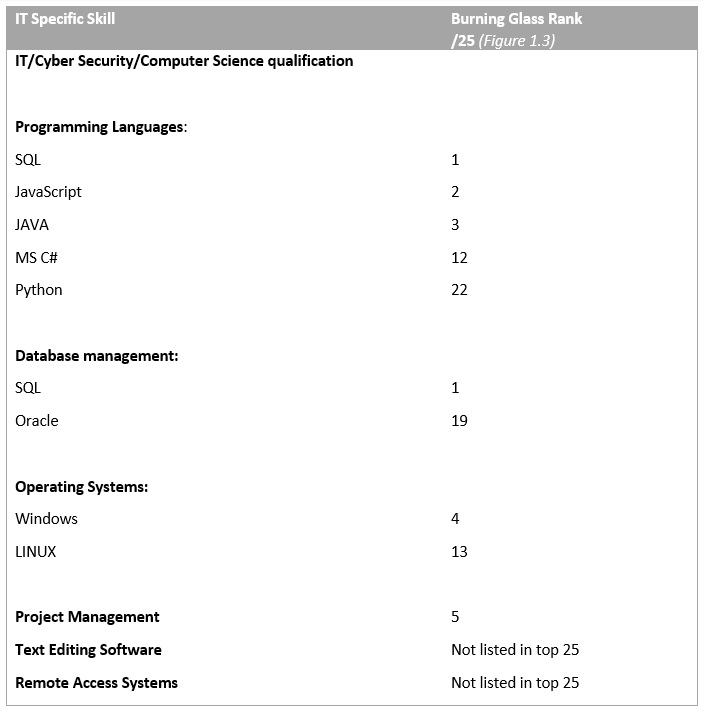 IT Specific Skill Burning Glass Rank
/25 (Figure 1.3)
IT/Cyber Security/Computer Science qualification
Programming Languages:
SQL 1
JavaScript 2
JAVA 3
MS C# 12
Python 22
Database management:
SQL 1
Oracle 19
Operating Systems:
Windows 4
LINUX 13
Project Management 5
Text Editing Software Not listed in top 25
Remote Access Systems Not listed in top 25